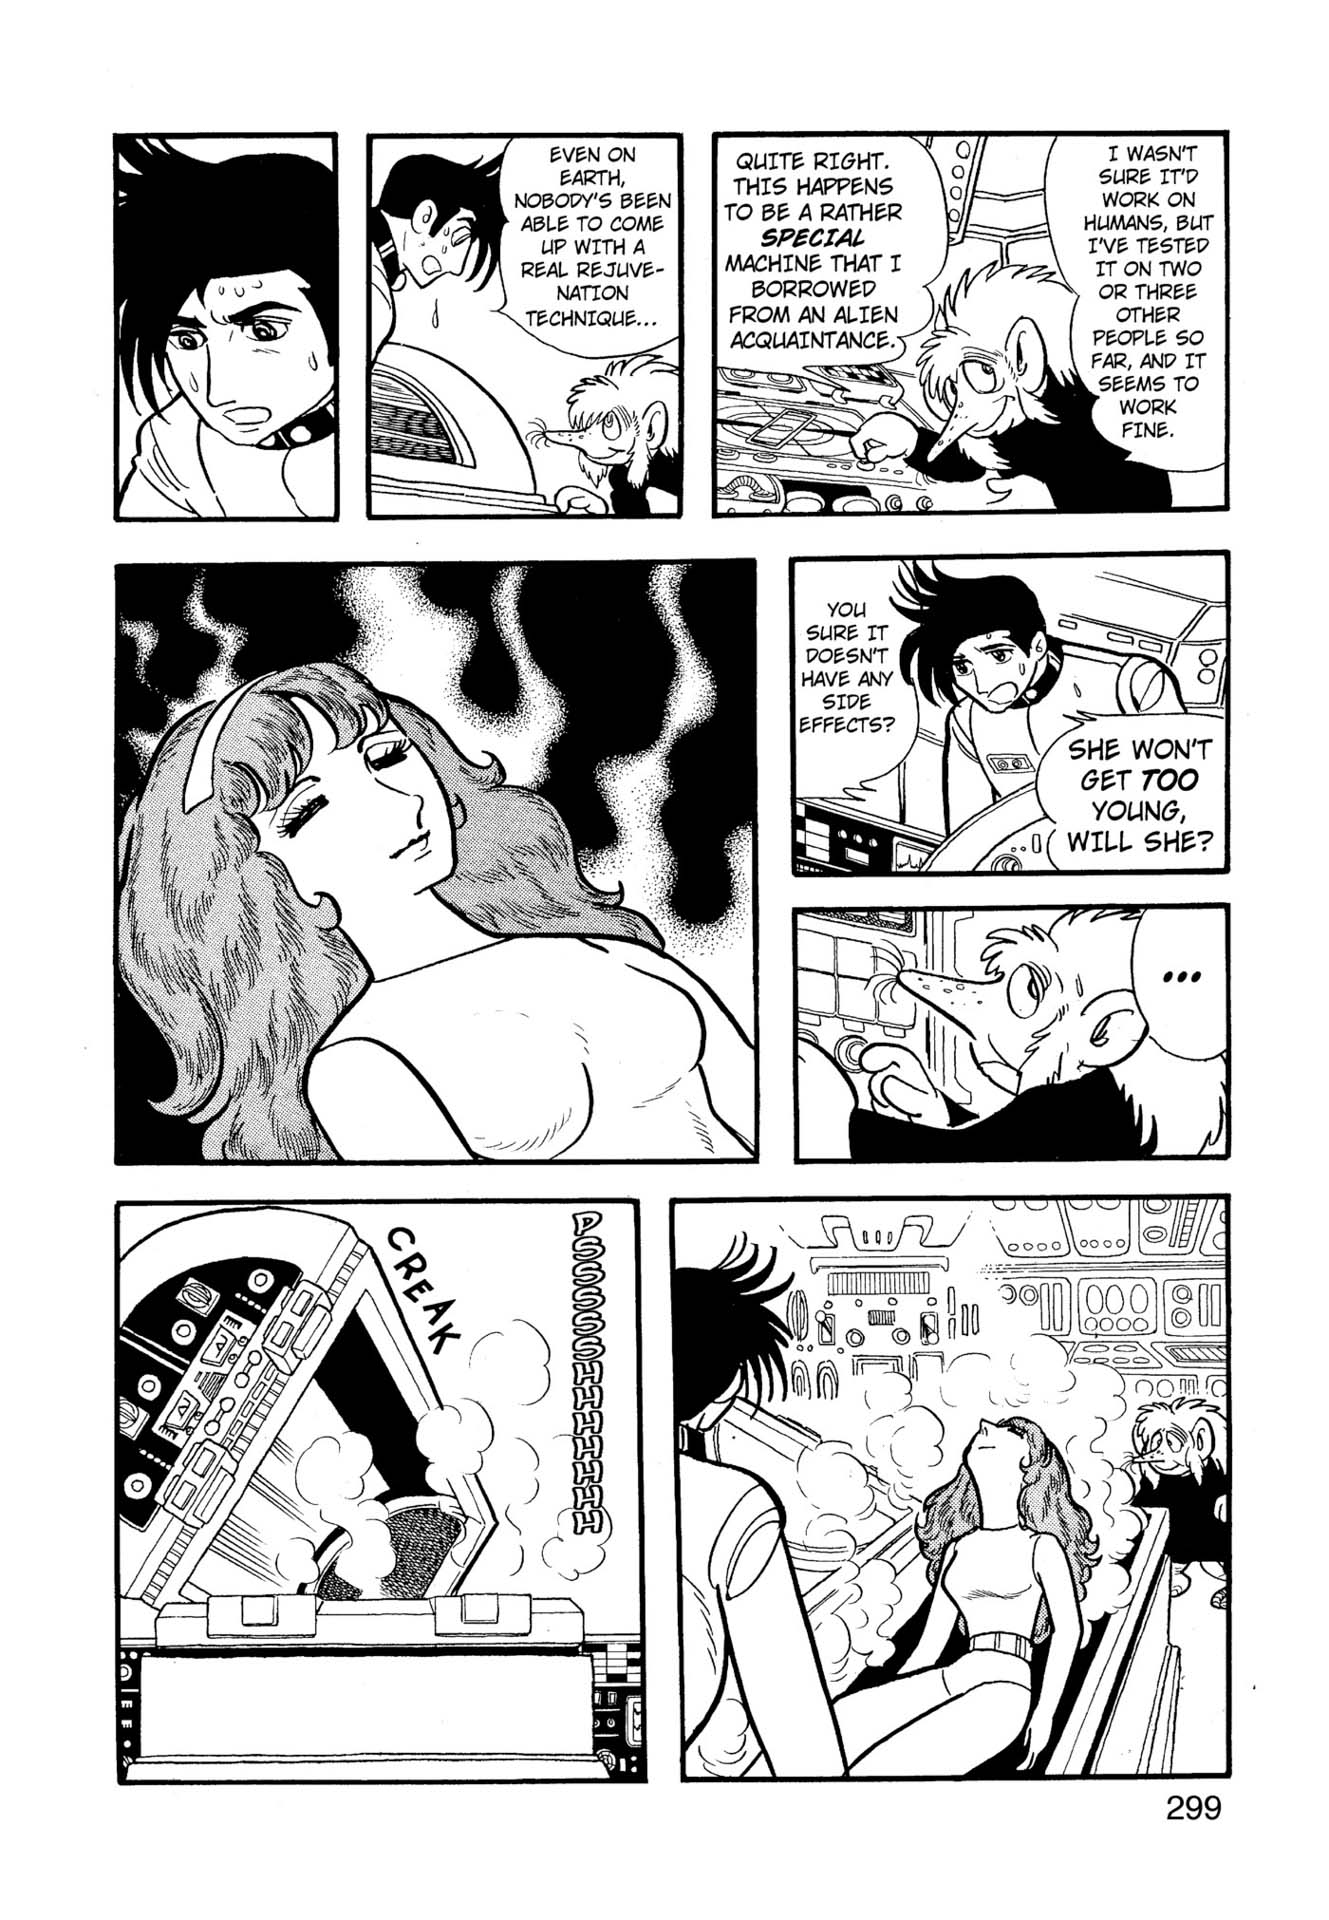 EVEN ON
EARTH,
NOBODY'S BEEN
ABLE TO COME
UP WITH A
REAL REJUVE-
NATION
TECHNIQUE...
QUITE RIGHT.
THIS HAPPENS
TO BE A RATHER
SPECIAL
MACHINE THAT I
BORROWED
FROM AN ALIEN
ACQUAINTANCE.
I WASN'T
SURE IT'D
WORK ON
HUMANS, BUT
I'VE TESTED
IT ON TWO
OR THREE
OTHER
PEOPLE SO
FAR, AND IT
SEEMS TO
WORK
FINE.
YOU
SURE IT
DOESN'T
HAVE ANY
SIDE
EFFECTS?
SHE WON'T
GET TOO
YOUNG,
WILL SHE?
...
CREAK
PSSSSSHHHHHHH
299